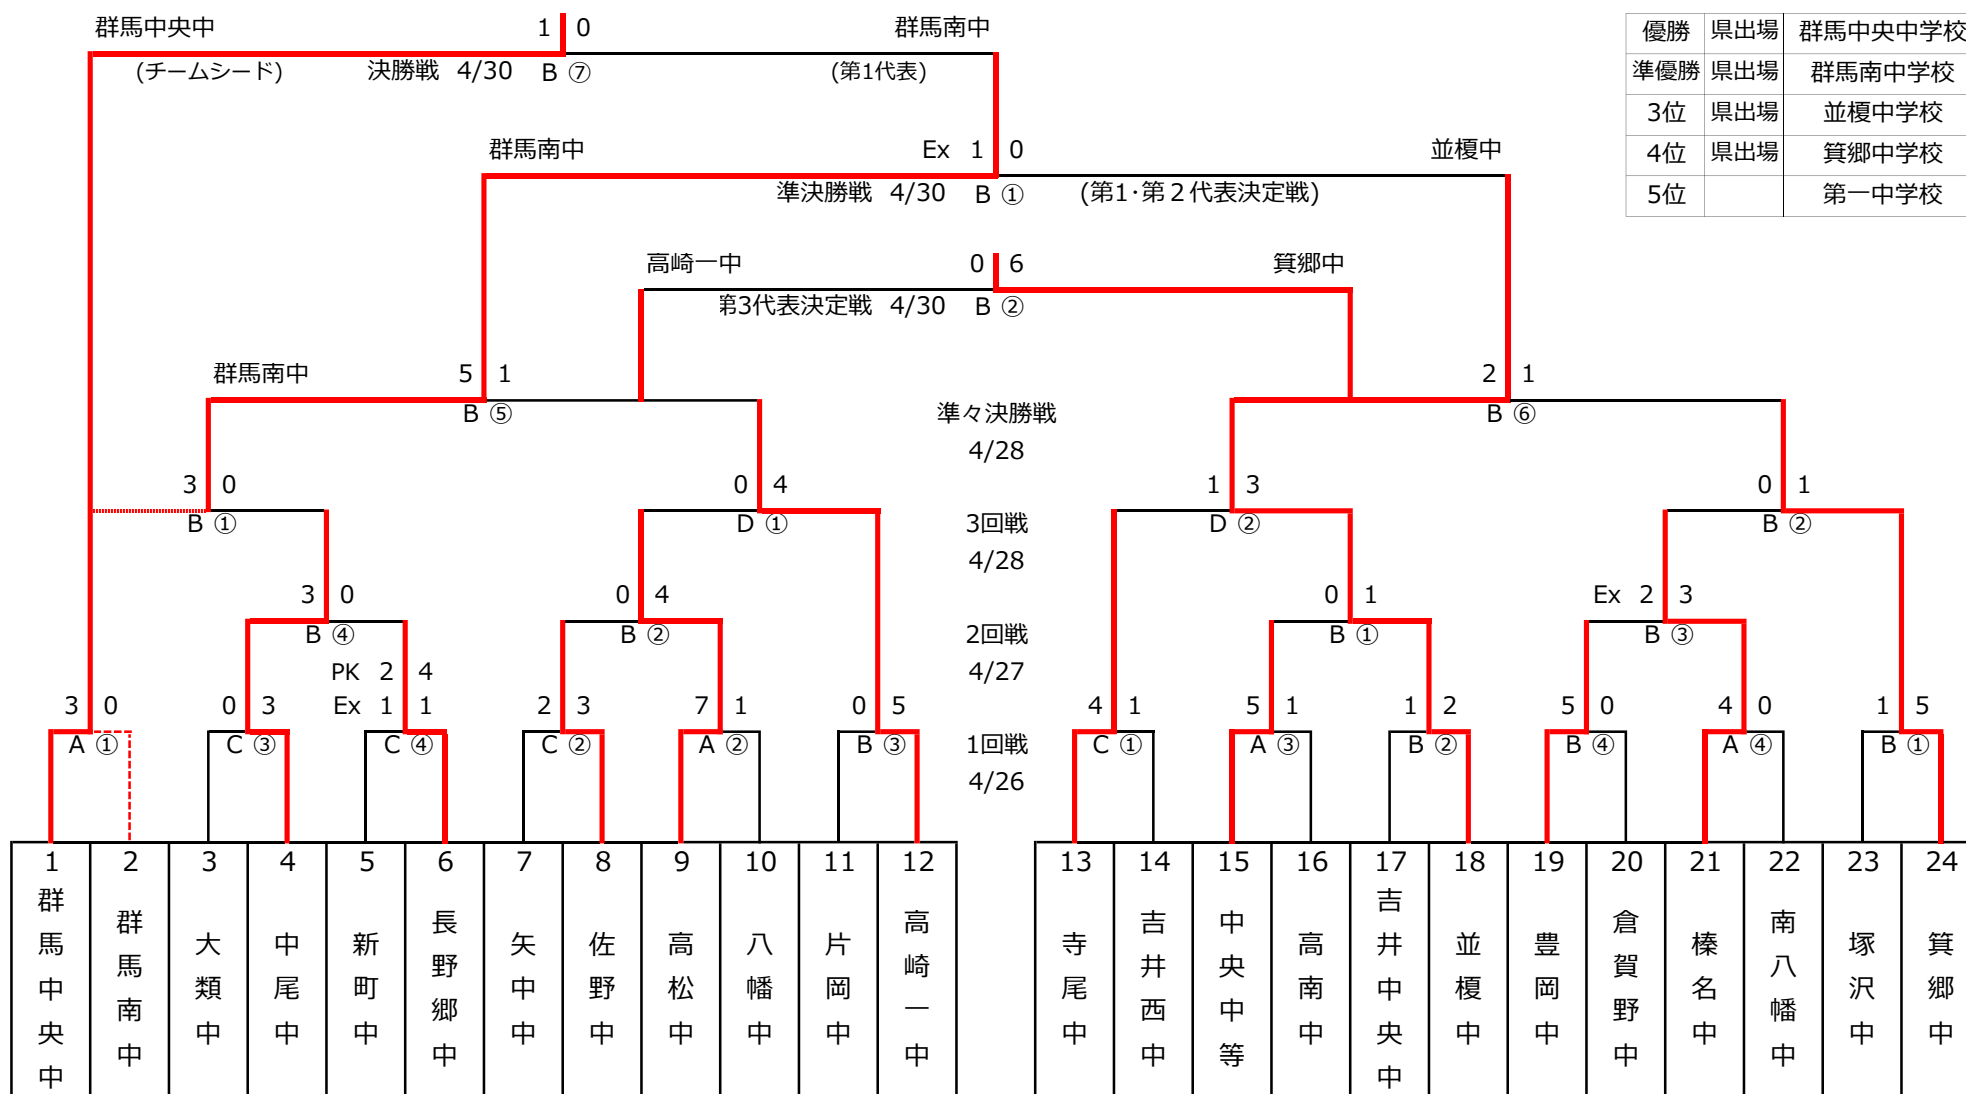 群馬中央中 1 0 群馬南中
(チームシード) 決勝戦 4/30 B ⑦ (第1代表)
優勝 県出場 群馬中央中学校
準優勝 県出場 群馬南中学校
3位 県出場 並榎中学校
4位 県出場 箕郷中学校
5位 第一中学校
群馬南中 Ex 1 0 並榎中
準決勝戦 4/30 B ① (第1･第２代表決定戦)
高崎一中 0 6 箕郷中
第3代表決定戦 4/30 B ②
群馬南中 5 1 2 1
B ⑤ 準々決勝戦 B ⑥
4/28
3 0 0 4 1 3 0 1
B ① D ① 3回戦 D ② B ②
4/28
3 0 0 4 0 1 Ex 2 3
B ④ B ② 2回戦 B ① B ③
PK 2 4 4/27
3 0 0 3 Ex 1 1 2 3 7 1 0 5 4 1 5 1 1 2 5 0 4 0 1 5
A ① C ③ C ④ C ② A ② B ③ 1回戦 C ① A ③ B ② B ④ A ④ B ①
4/26
1 2 3 4 5 6 7 8 9 10 11 12 13 14 15 16 17 18 19 20 21 22 23 24
群馬中央中
群馬南中
大類中
中尾中
新町中
長野郷中
矢中中
佐野中
高松中
八幡中
片岡中
高崎一中
寺尾中
吉井西中
中央中等
高南中
吉井中央中
並榎中
豊岡中
倉賀野中
榛名中
南八幡中
塚沢中
箕郷中